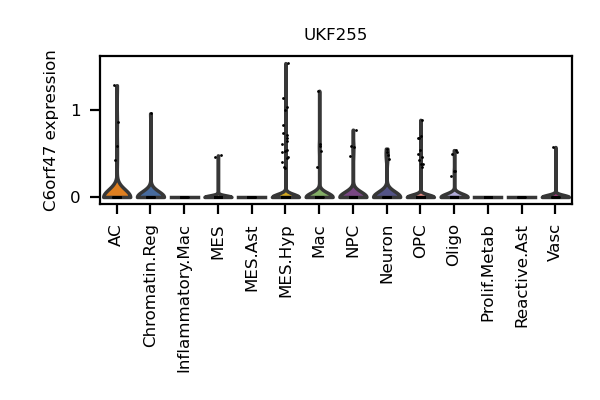 UKF255
C6orf47 expression
1
0
AC
Chromatin.Reg
Inflammatory.Mac
MES
MES.Ast
MES.Hyp
Mac
NPC
Neuron
OPC
Oligo
Prolif.Metab
Reactive.Ast
Vasc